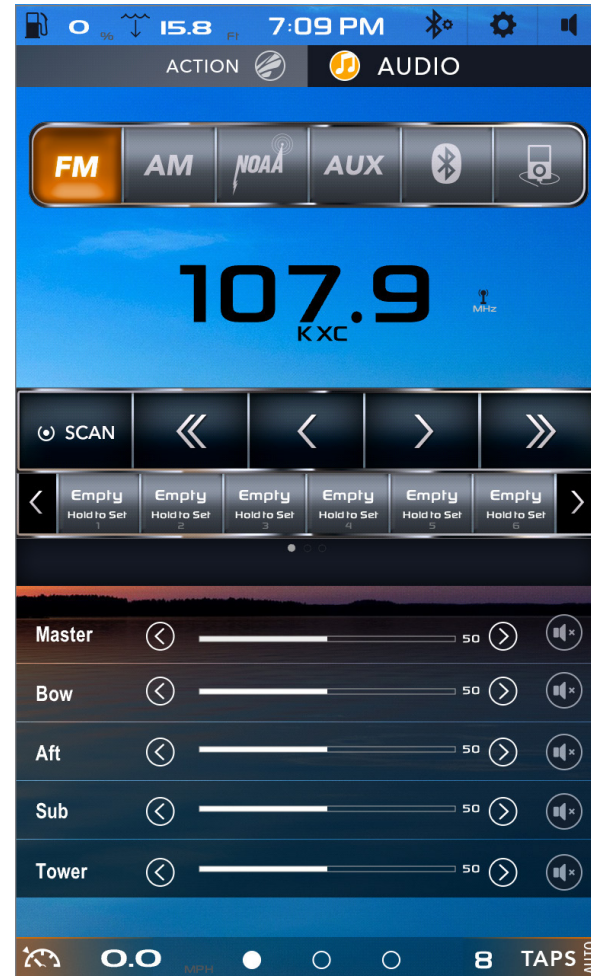 0 % 15.8 Ft 7:09 PM
ACTION AUDIO
FM AM NOAA AUX
107.9 MHz
KXC
SCAN
Empty Empty Empty Empty Empty Empty
Hold to Set Hold to Set Hold to Set Hold to Set Hold to Set Hold to Set
1 2 3 4 5 6
Master 50
Bow 50
Aft 50
Sub 50
Tower 50
0.0 MPH 8 TAPS AUTO